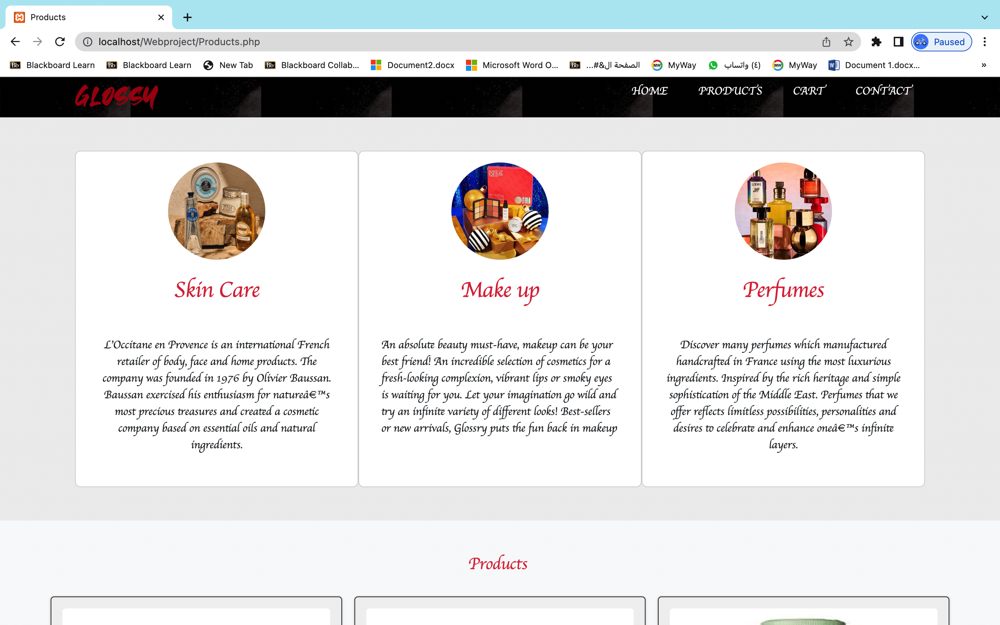 Products
localhost/Webproject/Products.php
Paused
Blackboard Learn
Blackboard Learn
New Tab
Blackboard Collab...
Document2.docx
Microsoft Word O...
الصفحة ال&#...
MyWay
واتساب (٤)
MyWay
Document 1.docx...
GLOSSY
HOME
PRODUCTS
CART
CONTACT
LOEWE
MAKE UP
FOR EVER
Skin Care
L'Occitane en Provence is an international French
retailer of body, face and home products. The
company was founded in 1976 by Olivier Baussan.
Baussan exercised his enthusiasm for natureâ€™s
most precious treasures and created a cosmetic
company based on essential oils and natural
ingredients.
Make up
An absolute beauty must-have, makeup can be your
best friend! An incredible selection of cosmetics for a
fresh-looking complexion, vibrant lips or smoky eyes
is waiting for you. Let your imagination go wild and
try an infinite variety of different looks! Best-sellers
or new arrivals, Glossry puts the fun back in makeup
Perfumes
Discover many perfumes which manufactured
handcrafted in France using the most luxurious
ingredients. Inspired by the rich heritage and simple
sophistication of the Middle East. Perfumes that we
offer reflects limitless possibilities, personalities and
desires to celebrate and enhance oneâ€™s infinite
layers.
Products